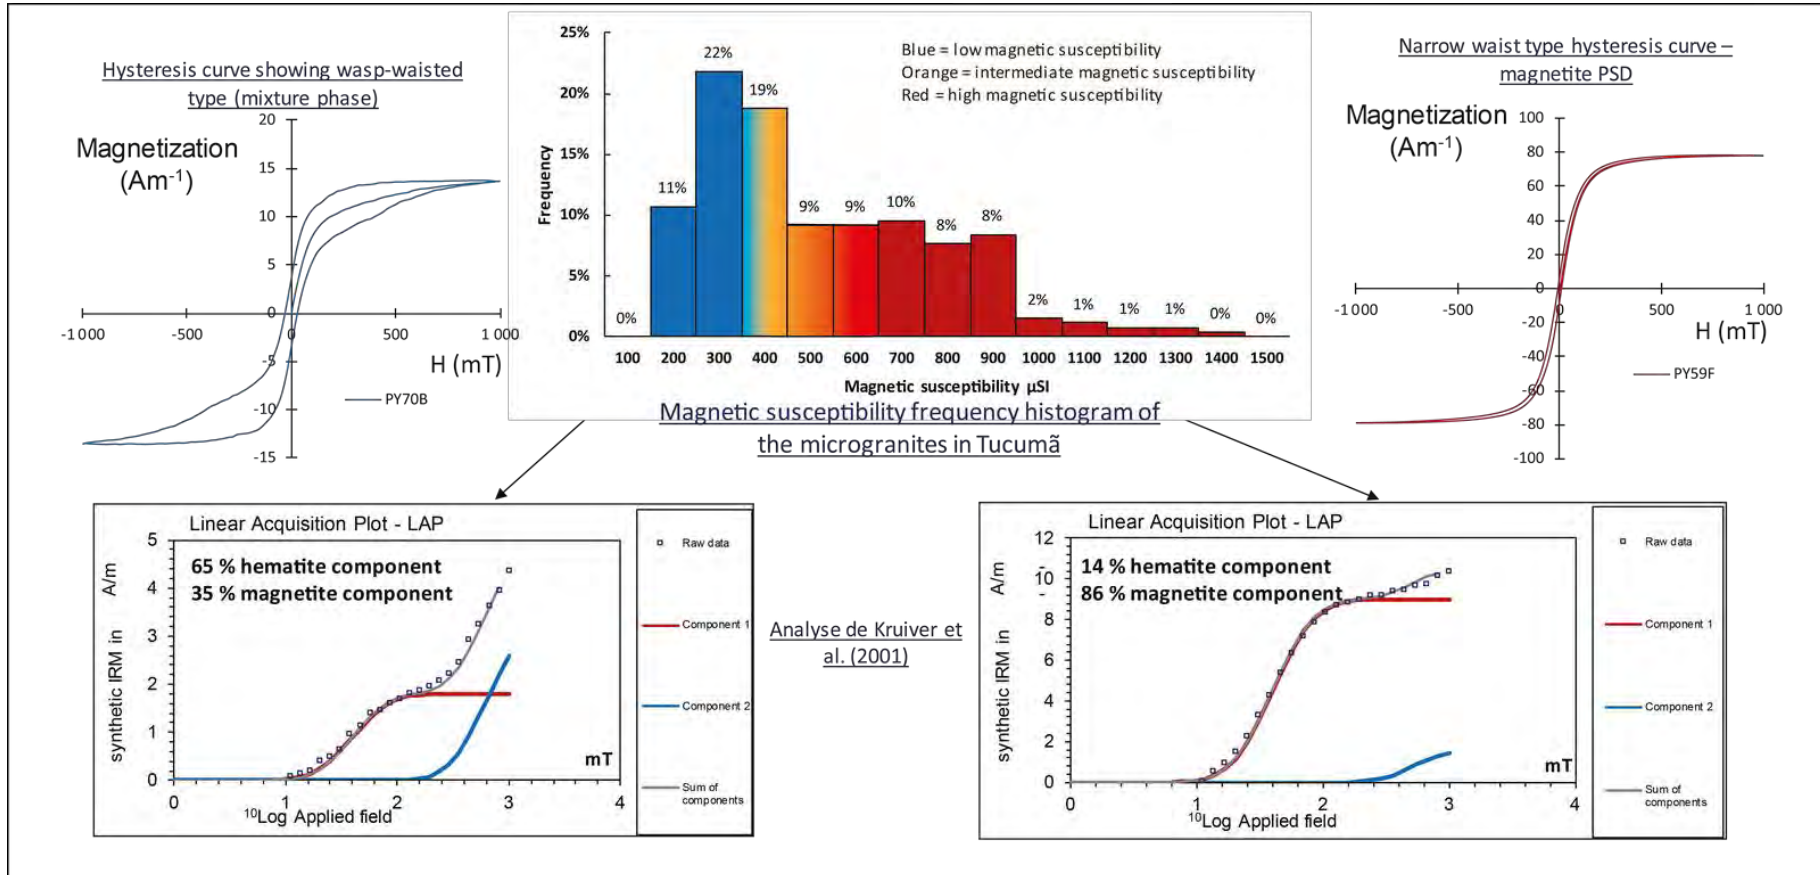 Hysteresis curve showing wasp-waisted
type (mixture phase)
Magnetization
(Am-1)
20
15
10
5
0
-5
-10
-15
-1000
-500
0
500
1000
H (mT)
PY70B
25%
20%
15%
10%
5%
0%
Frequency
Blue = low magnetic susceptibility
Orange = intermediate magnetic susceptibility
Red = high magnetic susceptibility
0%
11%
22%
19%
9%
9%
10%
8%
8%
2%
1%
1%
1%
0%
0%
100 200 300 400 500 600 700 800 900 1000 1100 1200 1300 1400 1500
Magnetic susceptibility µSI
Magnetic susceptibility frequency histogram of
the microgranites in Tucumã
Narrow waist type hysteresis curve –
magnetite PSD
Magnetization
(Am-1)
100
80
60
40
20
0
-20
-40
-60
-80
-100
-1000
-500
0
500
1000
H (mT)
PY59F
Linear Acquisition Plot - LAP
65 % hematite component
35 % magnetite component
synthetic IRM in A/m
5
4
3
2
1
0
0 1 2 3 4
mT
10Log Applied field
Raw data
Component 1
Component 2
Sum of
components
Analyse de Kruiver et
al. (2001)
Linear Acquisition Plot - LAP
14 % hematite component
86 % magnetite component
synthetic IRM in A/m
12
10
8
6
4
2
0
0 1 2 3 4
mT
10Log Applied field
Raw data
Component 1
Component 2
Sum of
components